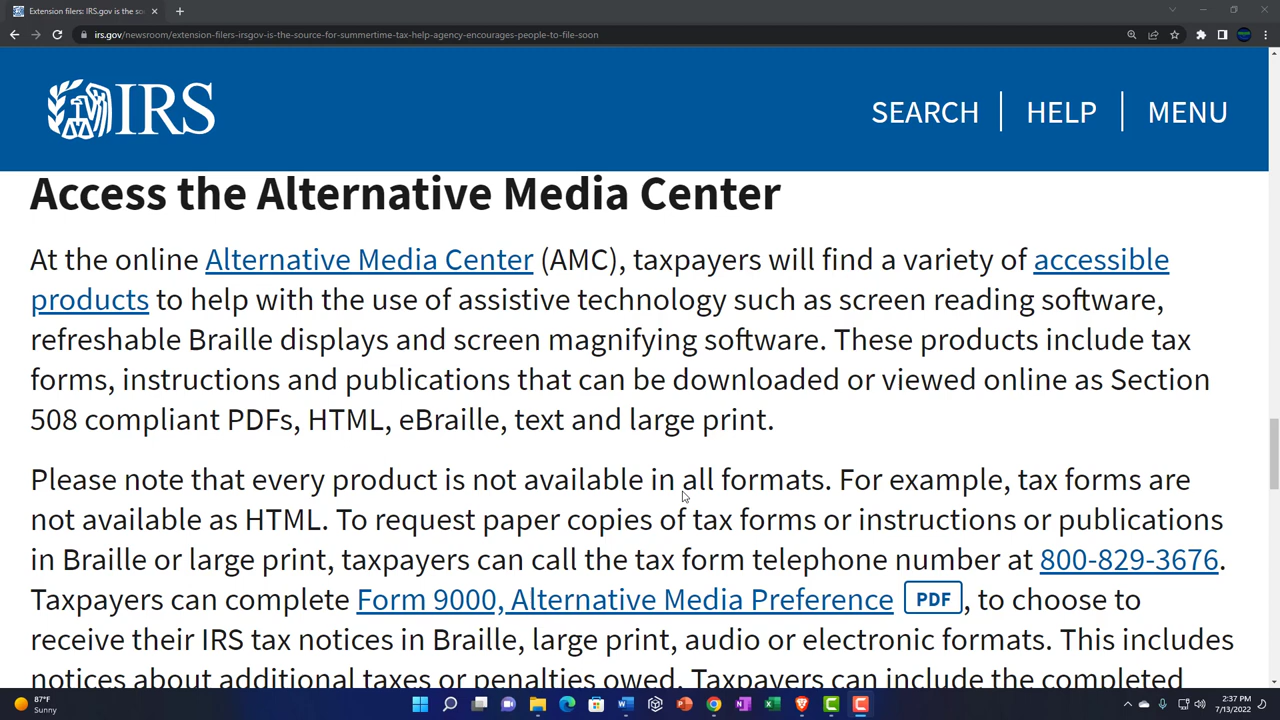 Extension filers: IRS.gov is the so
irs.gov/newsroom/extension-filers-irsgov-is-the-source-for-summertime-tax-help-agency-encourages-people-to-file-soon
IRS
SEARCH
HELP
MENU
Access the Alternative Media Center
At the online Alternative Media Center (AMC), taxpayers will find a variety of accessible
products to help with the use of assistive technology such as screen reading software,
refreshable Braille displays and screen magnifying software. These products include tax
forms, instructions and publications that can be downloaded or viewed online as Section
508 compliant PDFs, HTML, eBraille, text and large print.
Please note that every product is not available in all formats. For example, tax forms are
not available as HTML. To request paper copies of tax forms or instructions or publications
in Braille or large print, taxpayers can call the tax form telephone number at 800-829-3676.
Taxpayers can complete Form 9000, Alternative Media Preference PDF, to choose to
receive their IRS tax notices in Braille, large print, audio or electronic formats. This includes
notices about additional taxes or penalties owed. Taxpayers can include the completed
87°F
Sunny
2:37 PM
7/13/2022